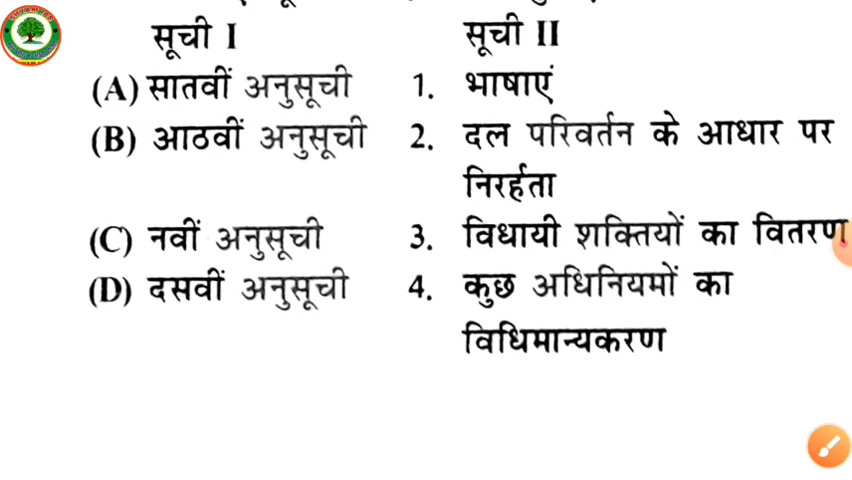 सूची I सूची II
(A) सातवीं अनुसूची 1. भाषाएं
(B) आठवीं अनुसूची 2. दल परिवर्तन के आधार पर
निरर्हता
(C) नवीं अनुसूची 3. विधायी शक्तियों का वितरण
(D) दसवीं अनुसूची 4. कुछ अधिनियमों का
विधिमान्यकरण